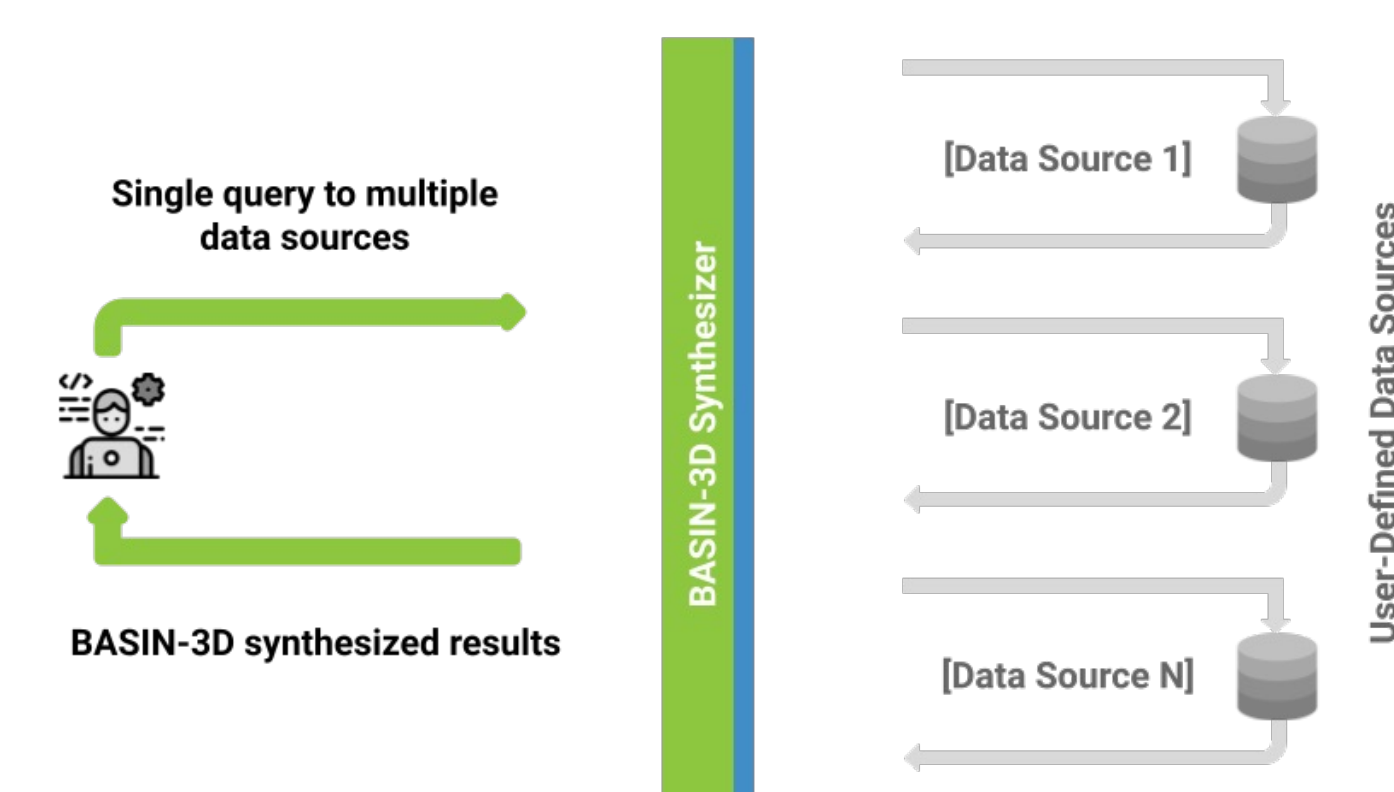 Single query to multiple
data sources
BASIN-3D synthesized results
BASIN-3D Synthesizer
[Data Source 1]
[Data Source 2]
[Data Source N]
User-Defined Data Sources